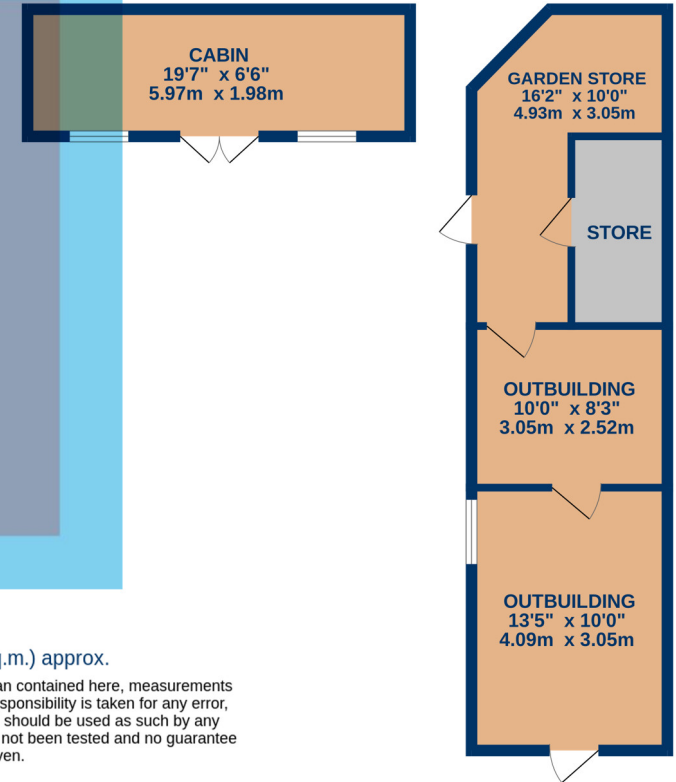 CABIN
19'7" x 6'6"
5.97m x 1.98m
GARDEN STORE
16'2" x 10'0"
4.93m x 3.05m
STORE
OUTBUILDING
10'0" x 8'3"
3.05m x 2.52m
OUTBUILDING
13'5" x 10'0"
4.09m x 3.05m
.m.) approx.
contained here, measurements
responsibility is taken for any error,
should be used as such by any
not been tested and no guarantee